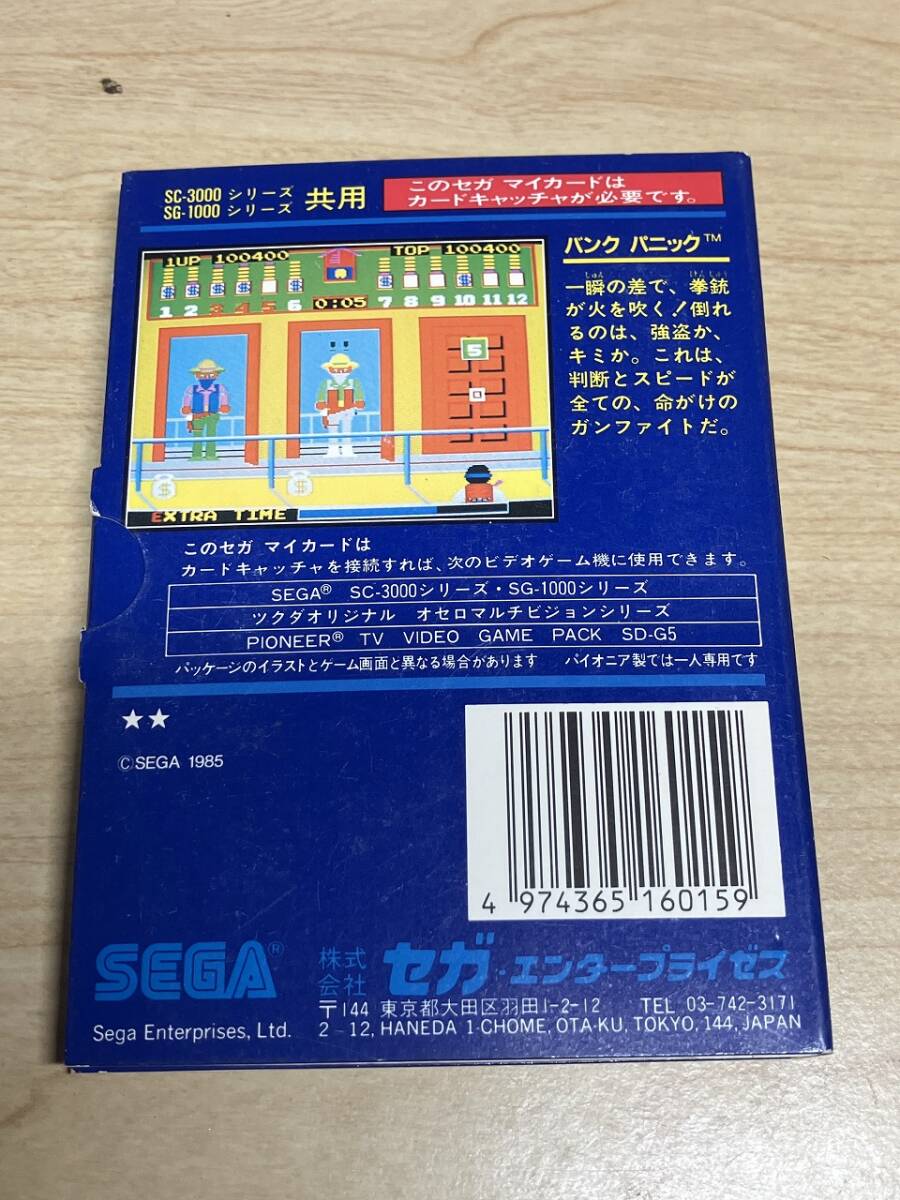 SC-3000 シリーズ
SG-1000 シリーズ 共用
このセガ マイカードは
カードキャッチャが必要です。
1UP 100400
TOP 100400
1 2 3 4 5 6 0:05 7 8 9 10 11 12
5
EXTRA TIME
バンク パニック™
一瞬の差で、拳銃
が火を吹く！倒れ
るのは、強盗か、
キミか。これは、
判断とスピードが
全ての、命がけの
ガンファイトだ。
しゅん
けんじゅう
このセガ マイカードは
カードキャッチャを接続すれば、次のビデオゲーム機に使用できます。
SEGA® SC-3000シリーズ・SG-1000シリーズ
ツクダオリジナル オセロマルチビジョンシリーズ
PIONEER® TV VIDEO GAME PACK SD-G5
パッケージのイラストとゲーム画面と異なる場合があります パイオニア製では一人専用です
★★
©SEGA 1985
4 974365 160159
SEGA®
株式会社 セガ・エンタープライゼス
〒144 東京都大田区羽田1-2-12 TEL 03-742-3171
Sega Enterprises, Ltd. 2-12, HANEDA 1-CHOME, OTA-KU, TOKYO, 144, JAPAN